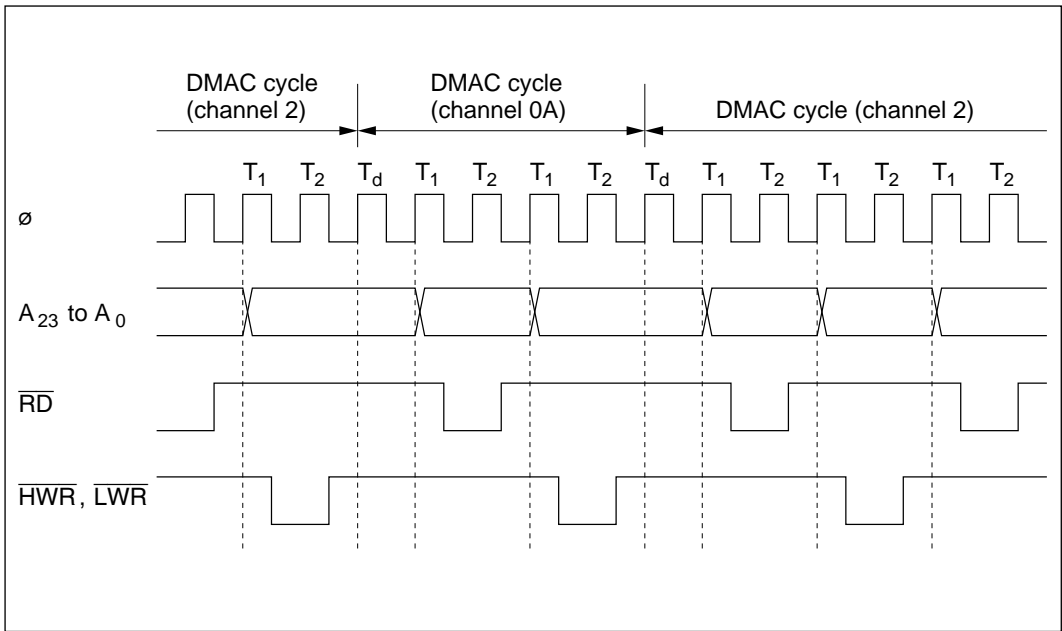 DMAC cycle
(channel 2)
DMAC cycle
(channel 0A)
DMAC cycle (channel 2)
T1 T2 Td T1 T2 T1 T2 Td T1 T2 T1 T2 T1 T2
ø
A23 to A0
RD
HWR, LWR